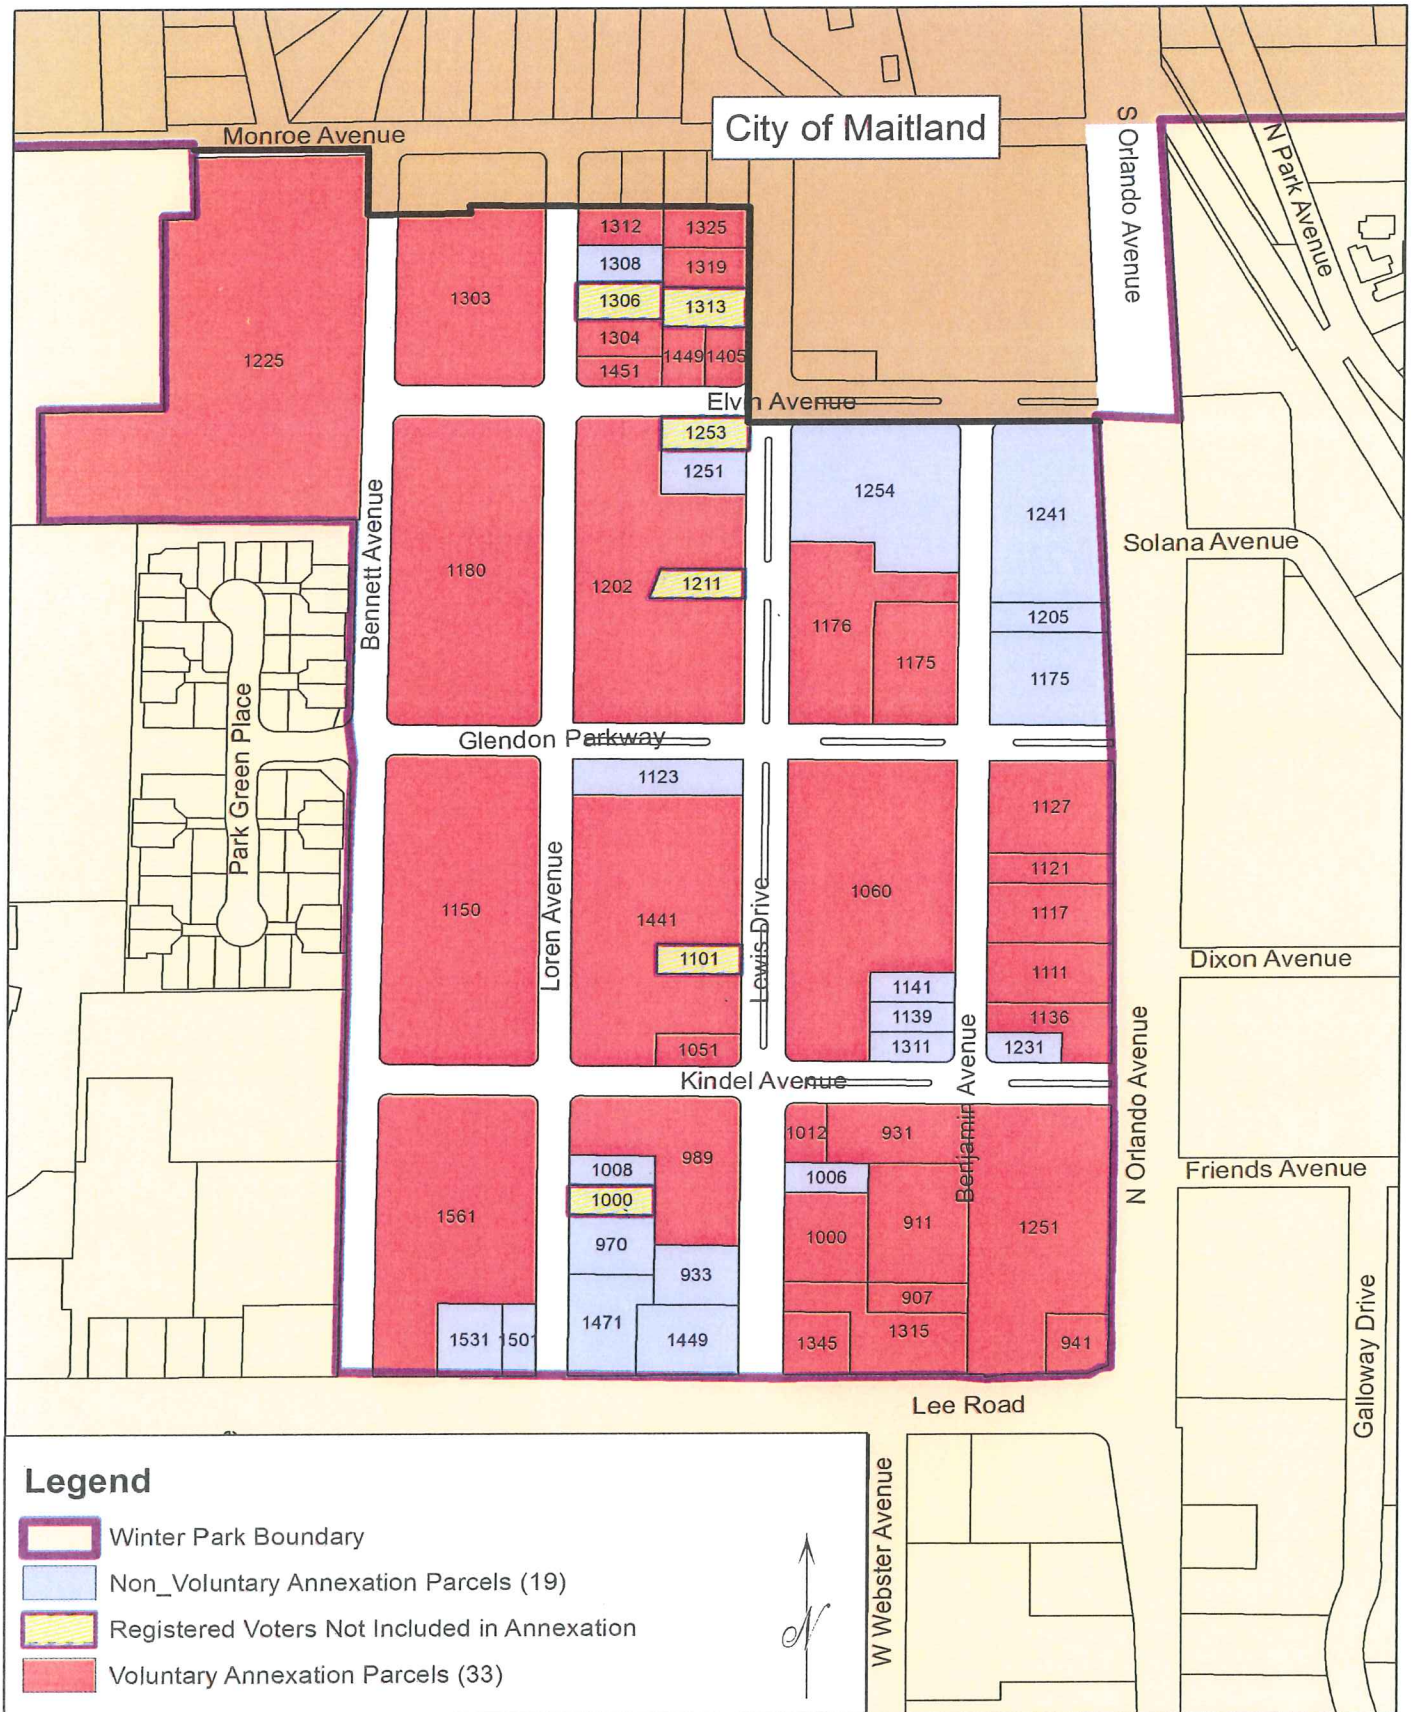 City of Maitland
Monroe Avenue
S Orlando Avenue
N Park Avenue
1312
1325
1308
1319
1303
1306
1313
1304
1449
1405
1451
1225
Elvin Avenue
1253
1251
1254
1241
Bennett Avenue
Solana Avenue
1180
1202
1211
1205
1176
1175
1175
Park Green Place
Glendon Parkway
1123
1127
1121
1150
Loren Avenue
1441
Lewis Drive
1060
1117
1101
1111
Dixon Avenue
1141
1139
1136
1051
1311
1231
Kindel Avenue
Benjamin Avenue
N Orlando Avenue
1012
931
989
1008
1006
Friends Avenue
1000
1561
970
1000
911
1251
933
907
1471
1315
1531
1501
1449
1345
941
Galloway Drive
Lee Road
W Webster Avenue
Legend
Winter Park Boundary
Non_Voluntary Annexation Parcels (19)
Registered Voters Not Included in Annexation
Voluntary Annexation Parcels (33)
N